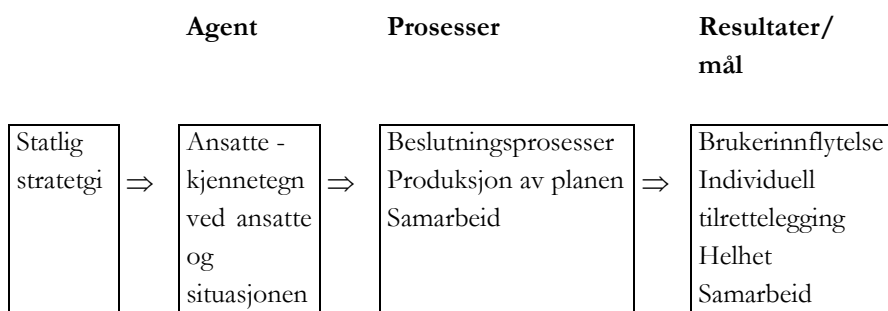 Agent
Prosesser
Resultater/
mål
Statlig
stratetgi
⇒
Ansatte -
kjennetegn
ved ansatte
og
situasjonen
⇒
Beslutningsprosesser
Produksjon av planen
Samarbeid
⇒
Brukerinnflytelse
Individuell
tilrettelegging
Helhet
Samarbeid